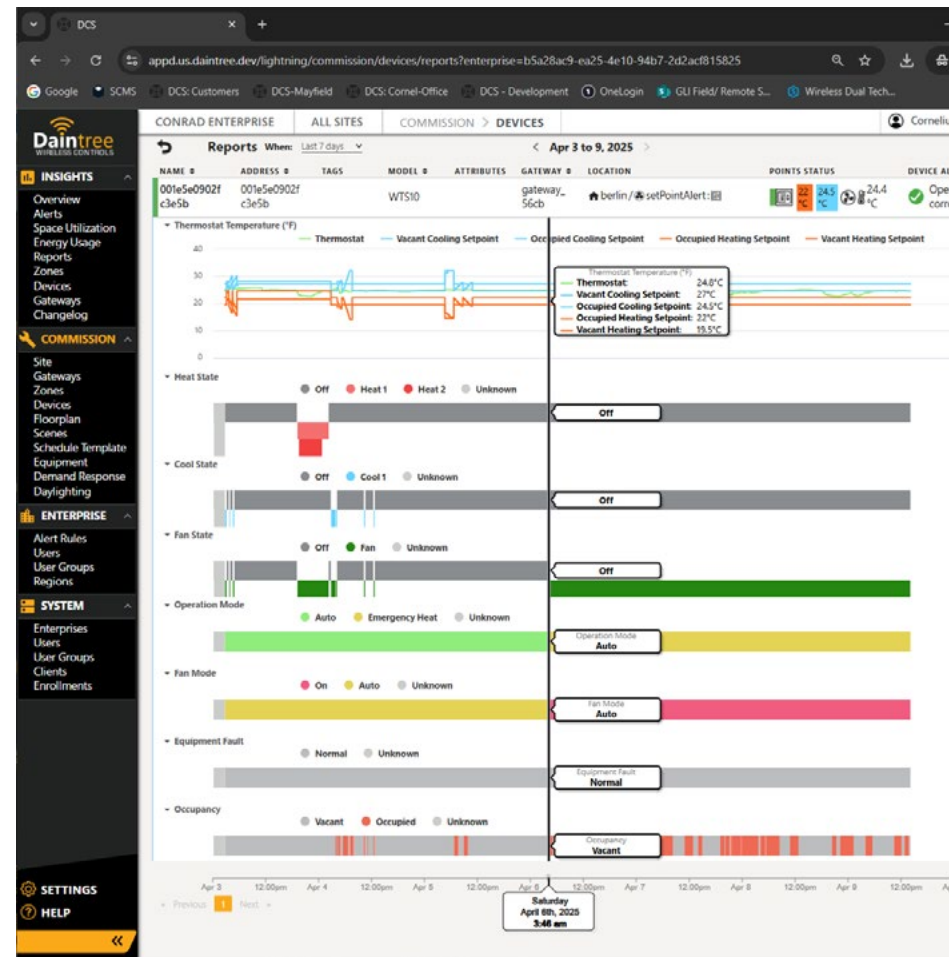 DCS
appd.us.daintree.dev/lightning/commission/devices/reports?enterprise=b5a28ac9-ea25-4e10-94b7-2d2acf815825
Google SCMS DCS: Customers DCS-Mayfield DCS: Cornel-Office DCS - Development OneLogin GLI Field/ Remote S... Wireless Dual Tech...
Daintree
WIRELESS CONTROLS
CONRAD ENTERPRISE ALL SITES COMMISSION > DEVICES Corneliu
Reports When: Last 7 days < Apr 3 to 9, 2025 >
NAME ADDRESS TAGS MODEL ATTRIBUTES GATEWAY LOCATION POINTS STATUS DEVICE AL
001e5e0902f
c3e5b
001e5e0902f
c3e5b
WTS10
gateway_
56cb
berlin / setPointAlert:
22
°C
24.5
°C
24.4
°C
Ope
corr
INSIGHTS
Overview
Alerts
Space Utilization
Energy Usage
Reports
Zones
Devices
Gateways
Changelog
COMMISSION
Site
Gateways
Zones
Devices
Floorplan
Scenes
Schedule Template
Equipment
Demand Response
Daylighting
ENTERPRISE
Alert Rules
Users
User Groups
Regions
SYSTEM
Enterprises
Users
User Groups
Clients
Enrollments
SETTINGS
HELP
«
Thermostat Temperature (°F)
Thermostat Vacant Cooling Setpoint Occupied Cooling Setpoint Occupied Heating Setpoint Vacant Heating Setpoint
40
30
20
10
0
Thermostat Temperature (°F)
Thermostat: 24.8°C
Vacant Cooling Setpoint: 27°C
Occupied Cooling Setpoint: 24.5°C
Occupied Heating Setpoint: 22°C
Vacant Heating Setpoint: 19.5°C
Heat State
Off Heat 1 Heat 2 Unknown
Off
Cool State
Off Cool 1 Unknown
Off
Fan State
Off Fan Unknown
Off
Operation Mode
Auto Emergency Heat Unknown
Operation Mode
Auto
Fan Mode
On Auto Unknown
Fan Mode
Auto
Equipment Fault
Normal Unknown
Equipment Fault
Normal
Occupancy
Vacant Occupied Unknown
Occupancy
Vacant
Apr 3 12:00pm Apr 4 12:00pm Apr 5 12:00pm Apr 6 12:00pm Apr 7 12:00pm Apr 8 12:00pm Apr 9 12:00pm
« Previous 1 Next »
Saturday
April 6th, 2025
3:46 am